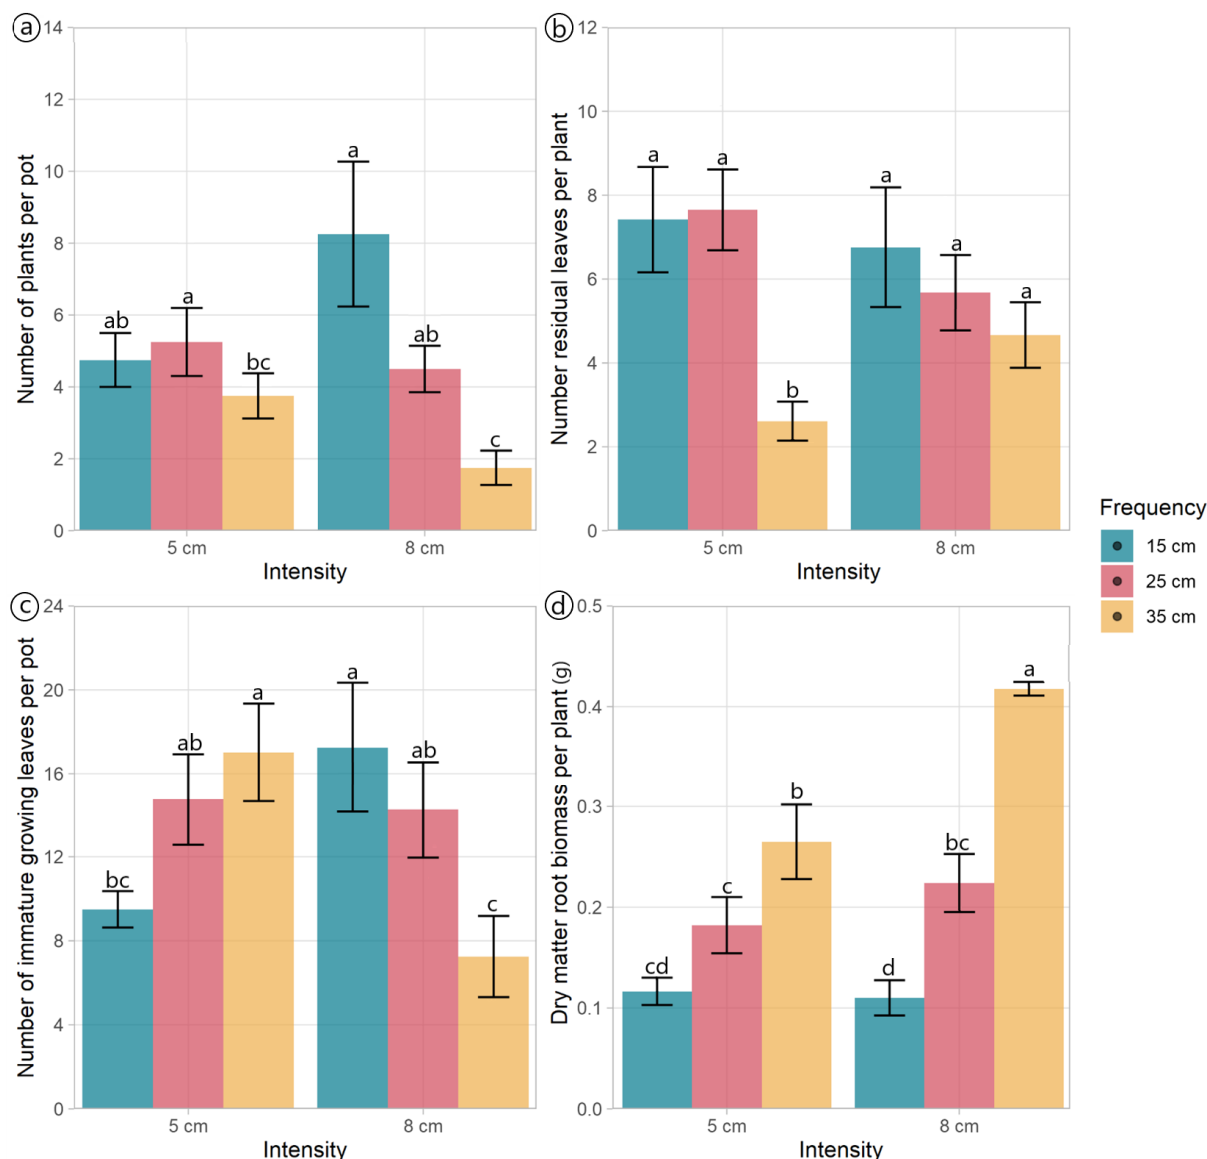 a
Number of plants per pot
14
12
10
8
6
4
2
0
ab
a
bc
a
ab
c
5 cm
8 cm
Intensity
b
Number residual leaves per plant
12
10
8
6
4
2
0
a
a
b
a
a
a
5 cm
8 cm
Intensity
Frequency
15 cm
25 cm
35 cm
c
Number of immature growing leaves per pot
24
20
16
12
8
4
0
bc
ab
a
a
ab
c
5 cm
8 cm
Intensity
d
Dry matter root biomass per plant (g)
0.5
0.4
0.3
0.2
0.1
0.0
cd
c
b
d
bc
a
5 cm
8 cm
Intensity